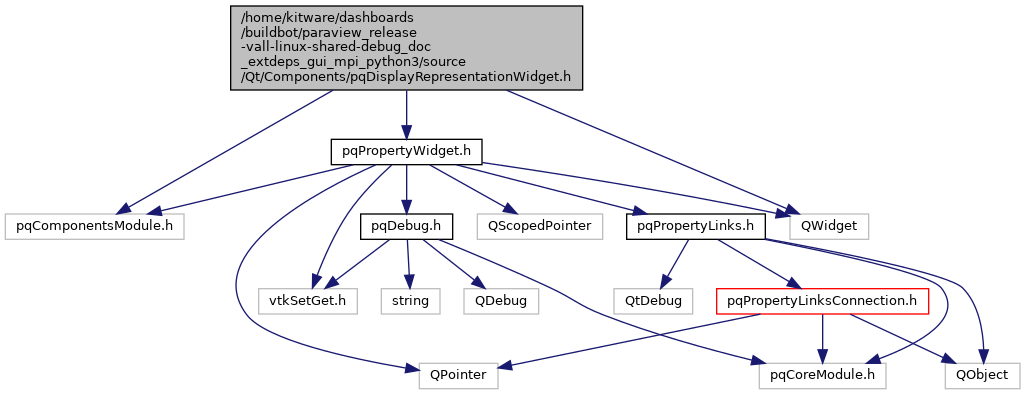 /home/kitware/dashboards
/buildbot/paraview_release
-vall-linux-shared-debug_doc
_extdeps_gui_mpi_python3/source
/Qt/Components/pqDisplayRepresentationWidget.h
pqPropertyWidget.h
pqComponentsModule.h
pqDebug.h
QScopedPointer
pqPropertyLinks.h
QWidget
vtkSetGet.h
string
QDebug
QtDebug
pqPropertyLinksConnection.h
QPointer
pqCoreModule.h
QObject